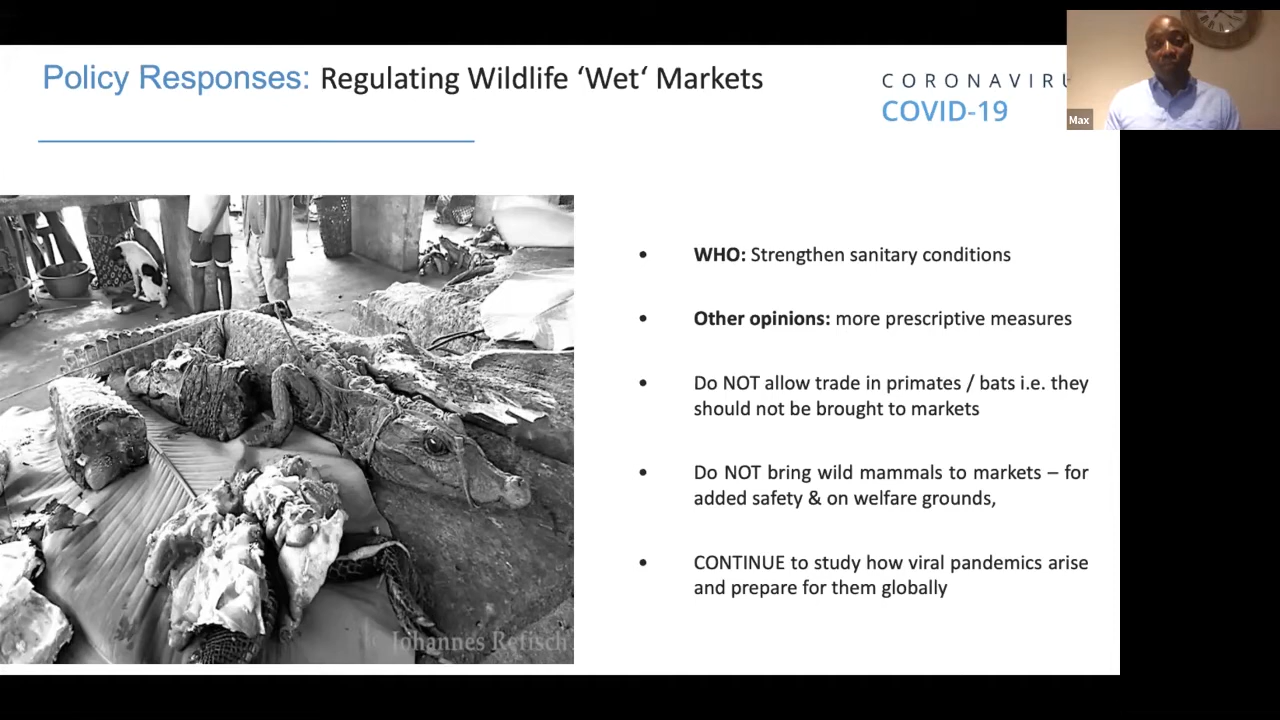 Policy Responses: Regulating Wildlife ‘Wet‘ Markets
CORONAVIRU
COVID-19
Max
• WHO: Strengthen sanitary conditions
• Other opinions: more prescriptive measures
• Do NOT allow trade in primates / bats i.e. they
should not be brought to markets
• Do NOT bring wild mammals to markets – for
added safety & on welfare grounds,
• CONTINUE to study how viral pandemics arise
and prepare for them globally
Johannes Refisch